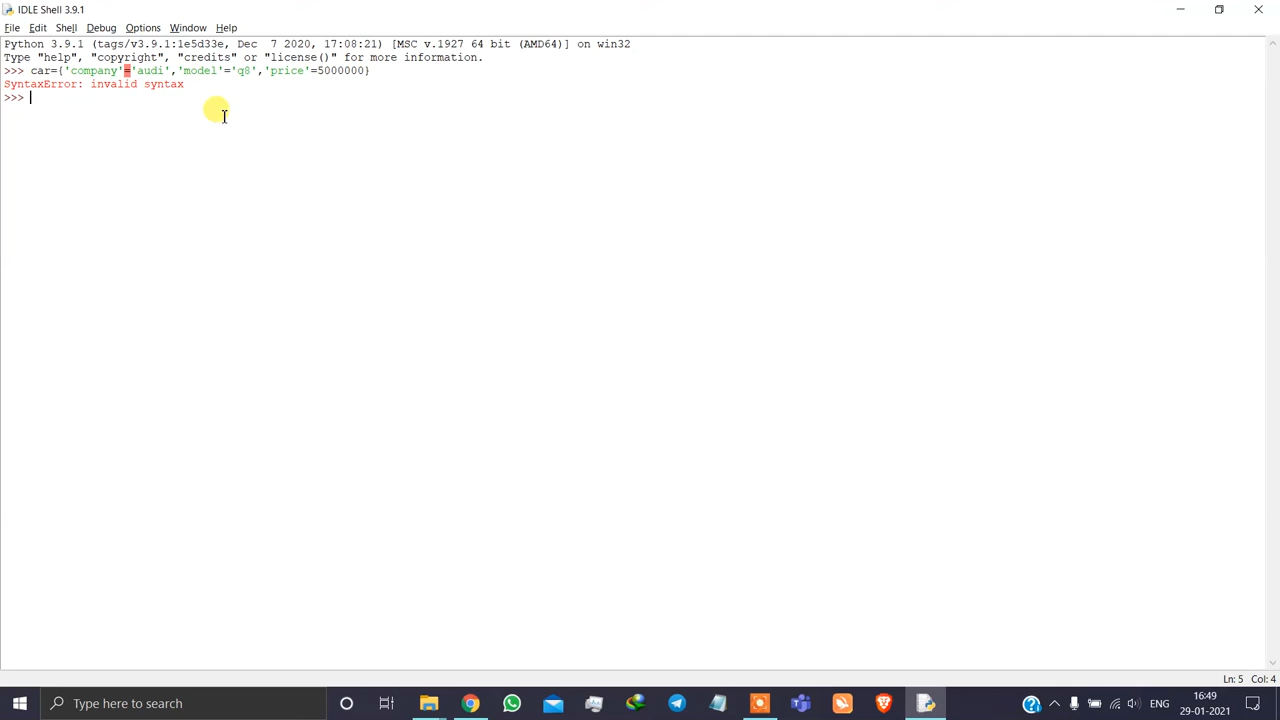 IDLE Shell 3.9.1
File Edit Shell Debug Options Window Help
Python 3.9.1 (tags/v3.9.1:1e5d33e, Dec  7 2020, 17:08:21) [MSC v.1927 64 bit (AMD64)] on win32
Type "help", "copyright", "credits" or "license()" for more information.
>>> car={'company'='audi','model'='q8','price'=5000000}
SyntaxError: invalid syntax
>>>
Ln: 5 Col: 4
Type here to search
ENG
16:49
29-01-2021